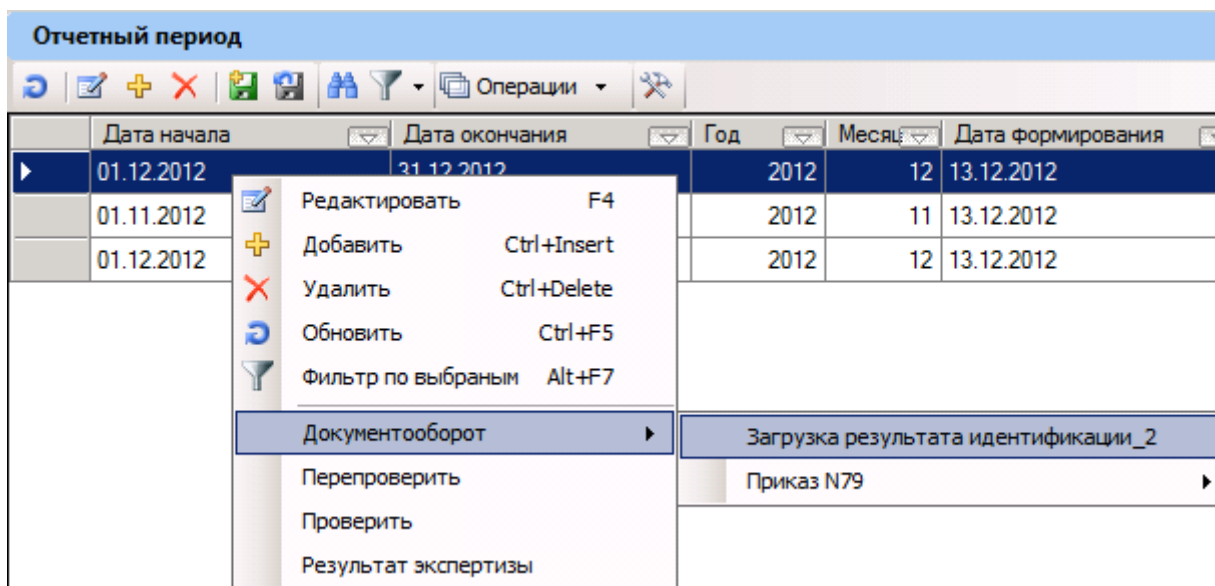 Отчетный период
Операции
Дата начала Дата окончания Год Месяц Дата формирования
01.12.2012 31.12.2012 2012 12 13.12.2012
01.11.2012 2012 11 13.12.2012
01.12.2012 2012 12 13.12.2012
Редактировать F4
Добавить Ctrl+Insert
Удалить Ctrl+Delete
Обновить Ctrl+F5
Фильтр по выбраным Alt+F7
Документооборот
Загрузка результата идентификации_2
Перепроверить
Приказ N79
Проверить
Результат экспертизы